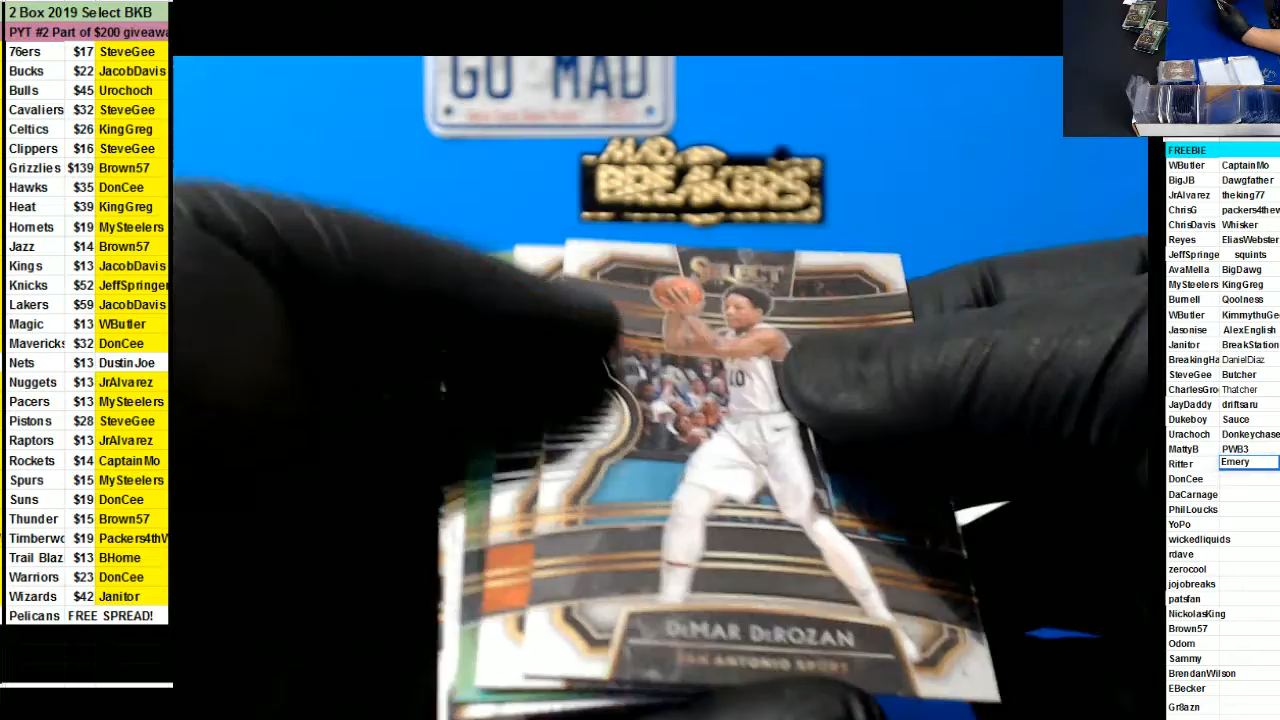 2 Box 2019 Select BKB
PYT #2 Part of $200 giveawa
76ers $17 SteveGee
Bucks $22 JacobDavis
Bulls $45 Urochoch
Cavaliers $32 SteveGee
Celtics $26 KingGreg
Clippers $16 SteveGee
Grizzlies $139 Brown57
Hawks $35 DonCee
Heat $39 KingGreg
Hornets $19 MySteelers
Jazz $14 Brown57
Kings $13 JacobDavis
Knicks $52 JeffSpringer
Lakers $59 JacobDavis
Magic $13 WButler
Mavericks $32 DonCee
Nets $13 DustinJoe
Nuggets $13 JrAlvarez
Pacers $13 MySteelers
Pistons $28 SteveGee
Raptors $13 JrAlvarez
Rockets $14 CaptainMo
Spurs $15 MySteelers
Suns $19 DonCee
Thunder $15 Brown57
Timberwo $19 Packers4thW
Trail Blaz $13 BHome
Warriors $23 DonCee
Wizards $42 Janitor
Pelicans FREE SPREAD!
GO MAD
MAD
BREAKERS
SELECT
10
DeMAR DeROZAN
SAN ANTONIO SPURS
FREEBIE
WButler CaptainMo
BigJB Dawgfather
JrAlvarez theking77
ChrisG packers4thew
ChrisDavis Whisker
Reyes EliasWebster
JeffSpringe squints
AvaMella BigDawg
MySteelers KingGreg
Burnell Qoolness
WButler KimmythuGe
Jasonise AlexEnglish
Janitor BreakStation
BreakingHa DanielDiaz
SteveGee Butcher
CharlesGro Thatcher
JayDaddy driftsaru
Dukeboy Sauce
Urachoch Donkeychase
MattyB PWB3
Ritter Emery
DonCee
DaCarnage
PhilLoucks
YoPo
wickedliquids
rdave
zerocool
jojobreaks
patsfan
NickolasKing
Brown57
Odom
Sammy
BrendanWilson
EBecker
Gr8azn